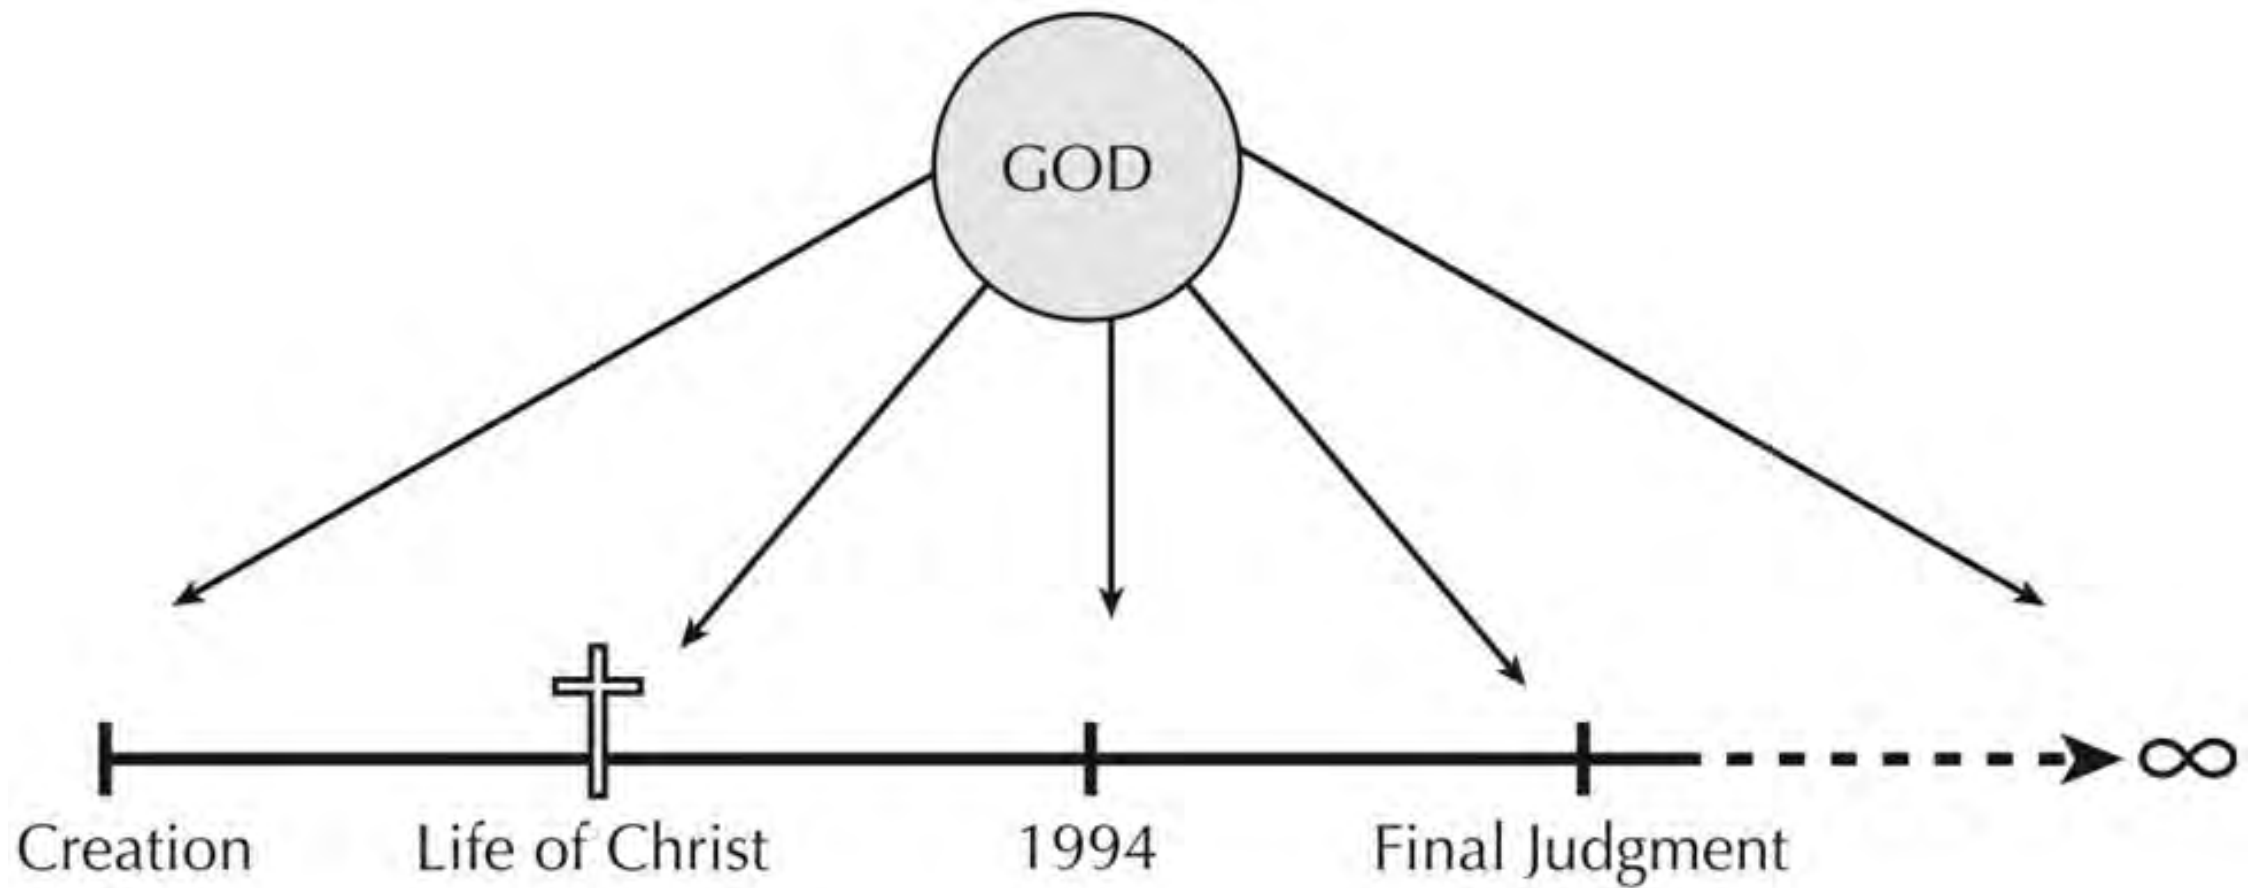 GOD
∞
Creation
Life of Christ
1994
Final Judgment